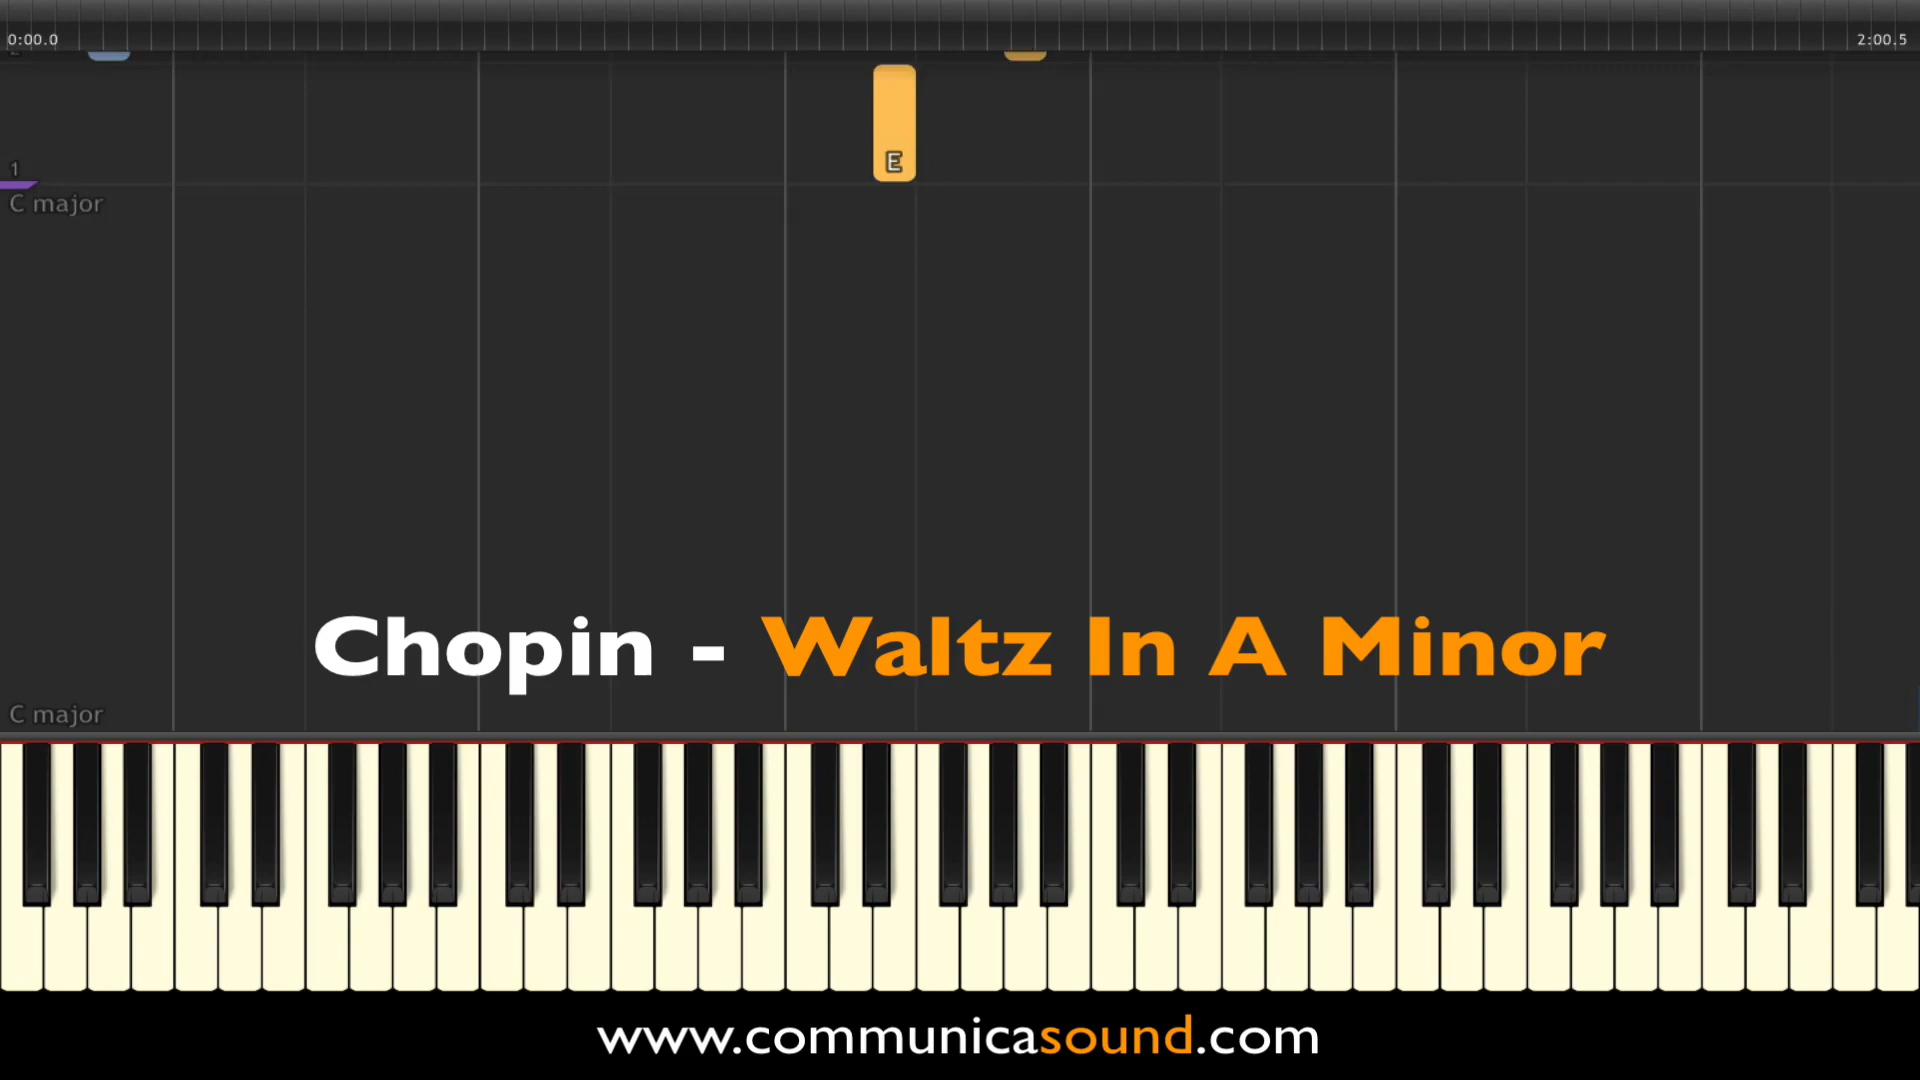 0:00.0 2:00.5
E
1
C major
Chopin - Waltz In A Minor
C major
www.communicasound.com